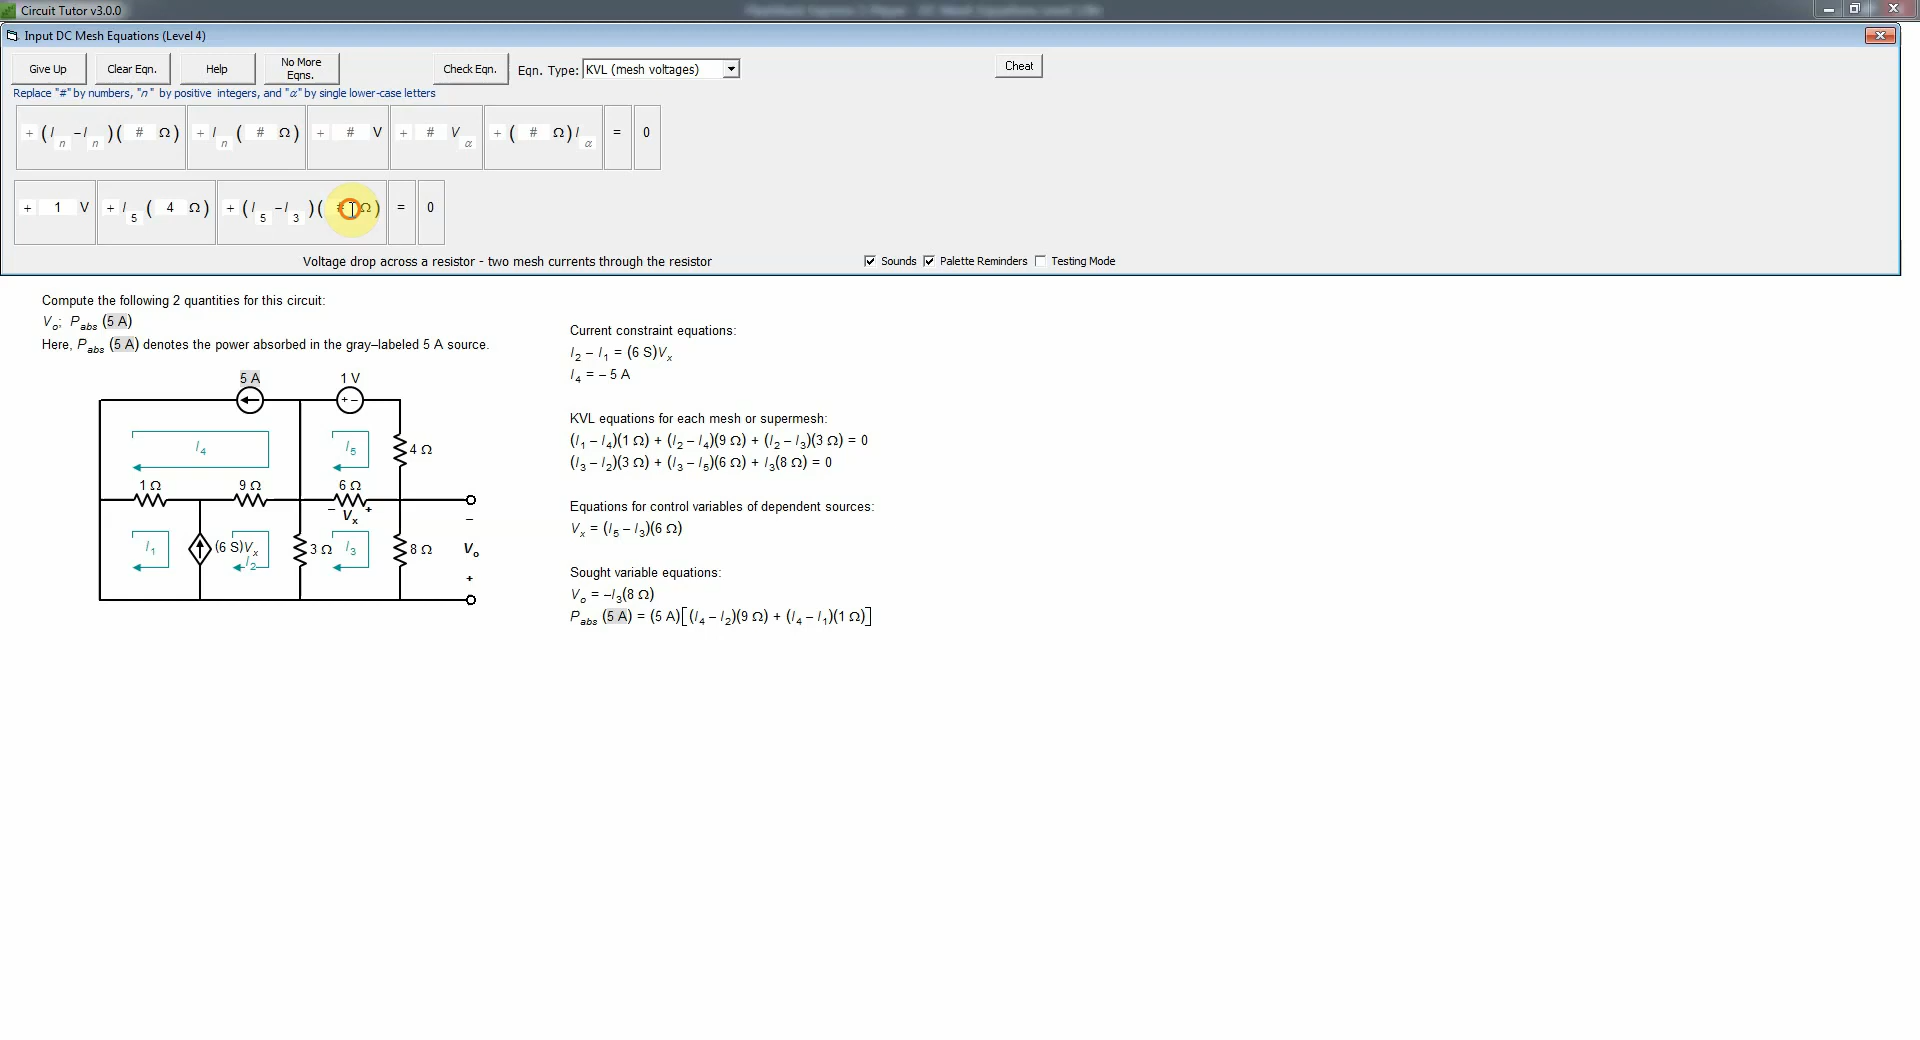 Circuit Tutor v3.0.0
Input DC Mesh Equations (Level 4)
Give Up Clear Eqn. Help No More Eqns. Check Eqn. Eqn. Type: KVL (mesh voltages) Cheat
Replace "#" by numbers, "n" by positive integers, and "α" by single lower-case letters
+ (Iₙ −Iₙ )( # Ω) + Iₙ ( # Ω) + # V + # Vα + ( # Ω) Iα = 0
+ 1 V + I₅ ( 4 Ω) + (I₅ −I₃ )( # Ω) = 0
Voltage drop across a resistor - two mesh currents through the resistor
Sounds Palette Reminders Testing Mode
Compute the following 2 quantities for this circuit:
Vₒ; Pabs (5 A)
Here, Pabs (5 A) denotes the power absorbed in the gray–labeled 5 A source.
5 A 1 V
I₄ I₅ 4 Ω
1 Ω 9 Ω 6 Ω
− Vₓ +
−
I₁ (6 S)Vₓ I₂ 3 Ω I₃ 8 Ω Vₒ
+
Current constraint equations:
I₂ – I₁ = (6 S)Vₓ
I₄ = – 5 A
KVL equations for each mesh or supermesh:
(I₁ – I₄)(1 Ω) + (I₂ – I₄)(9 Ω) + (I₂ – I₃)(3 Ω) = 0
(I₃ – I₂)(3 Ω) + (I₃ – I₅)(6 Ω) + I₃(8 Ω) = 0
Equations for control variables of dependent sources:
Vₓ = (I₅ – I₃)(6 Ω)
Sought variable equations:
Vₒ = –I₃(8 Ω)
Pabs (5 A) = (5 A)[(I₄ – I₂)(9 Ω) + (I₄ – I₁)(1 Ω)]